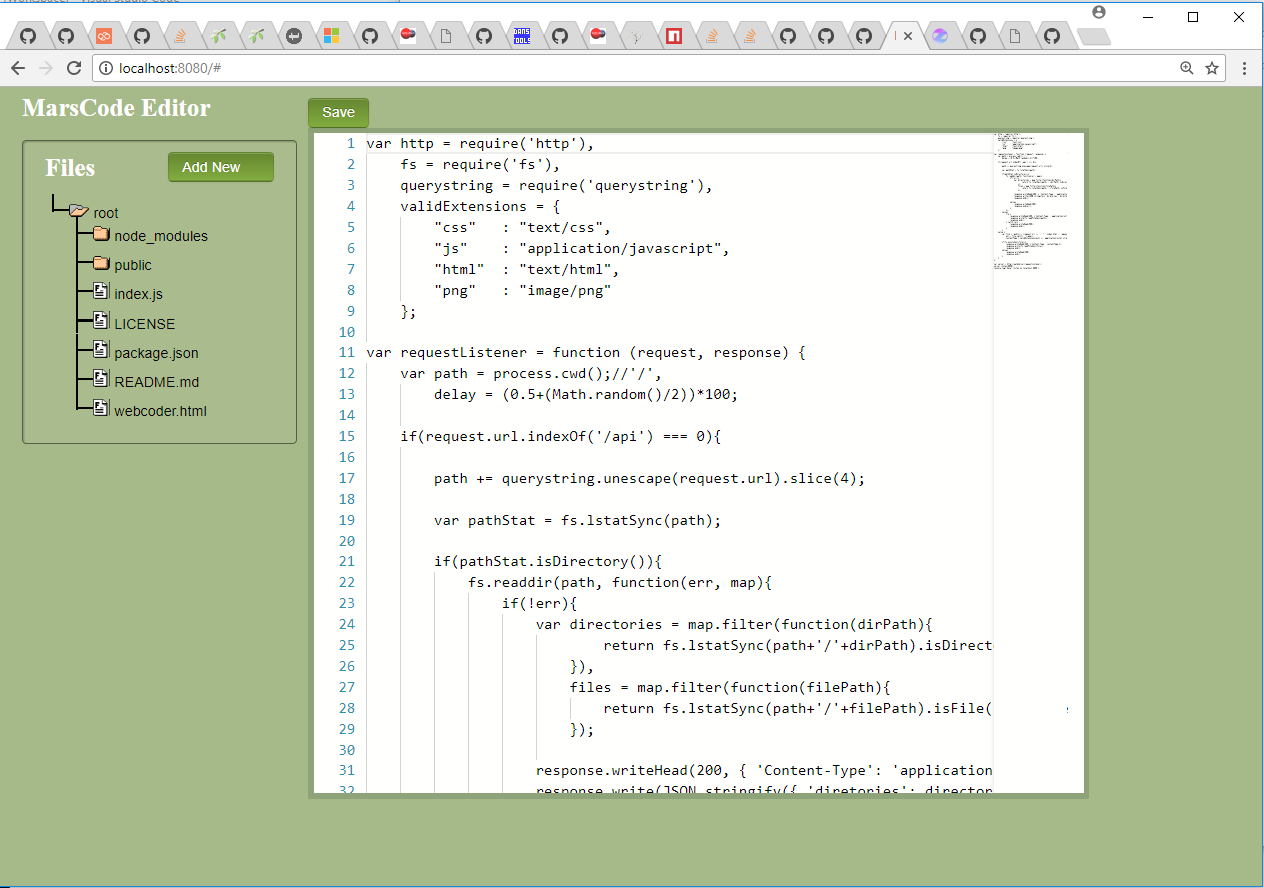 localhost:8080/#
MarsCode Editor
Save
Files
Add New
root
node_modules
public
index.js
LICENSE
package.json
README.md
webcoder.html
1 var http = require('http'),
2     fs = require('fs'),
3     querystring = require('querystring'),
4     validExtensions = {
5         "css"   : "text/css",
6         "js"    : "application/javascript",
7         "html"  : "text/html",
8         "png"   : "image/png"
9     };
10
11 var requestListener = function (request, response) {
12     var path = process.cwd();//'/',
13         delay = (0.5+(Math.random()/2))*100;
14
15     if(request.url.indexOf('/api') === 0){
16
17         path += querystring.unescape(request.url).slice(4);
18
19         var pathStat = fs.lstatSync(path);
20
21         if(pathStat.isDirectory()){
22             fs.readdir(path, function(err, map){
23                 if(!err){
24                     var directories = map.filter(function(dirPath){
25                             return fs.lstatSync(path+'/'+dirPath).isDirect
26                         }),
27                         files = map.filter(function(filePath){
28                             return fs.lstatSync(path+'/'+filePath).isFile(
29                         });
30
31                     response.writeHead(200, { 'Content-Type': 'application
32                     response.write(JSON.stringify({ 'diretories': director